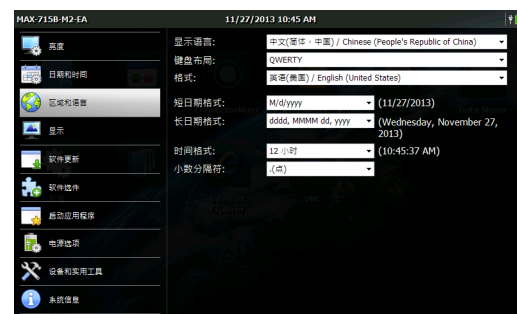 MAX-715B-M2-EA 11/27/2013 10:45 AM
亮度
日期和时间
区域和语言
显示
软件更新
软件选件
启动应用程序
电源选项
设备和实用工具
系统信息
显示语言: 中文(简体，中国) / Chinese (People's Republic of China)
键盘布局: QWERTY
格式: 英语(美国) / English (United States)
短日期格式: M/d/yyyy (11/27/2013)
长日期格式: dddd, MMMM dd, yyyy (Wednesday, November 27, 2013)
时间格式: 12 小时 (10:45:37 AM)
小数分隔符: .(点)